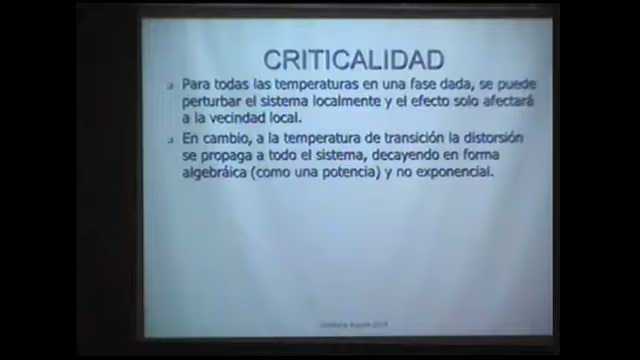 CRITICALIDAD
Para todas las temperaturas en una fase dada, se puede
perturbar el sistema localmente y el efecto solo afectará
a la vecindad local.
En cambio, a la temperatura de transición la distorsión
se propaga a todo el sistema, decayendo en forma
algebráica (como una potencia) y no exponencial.